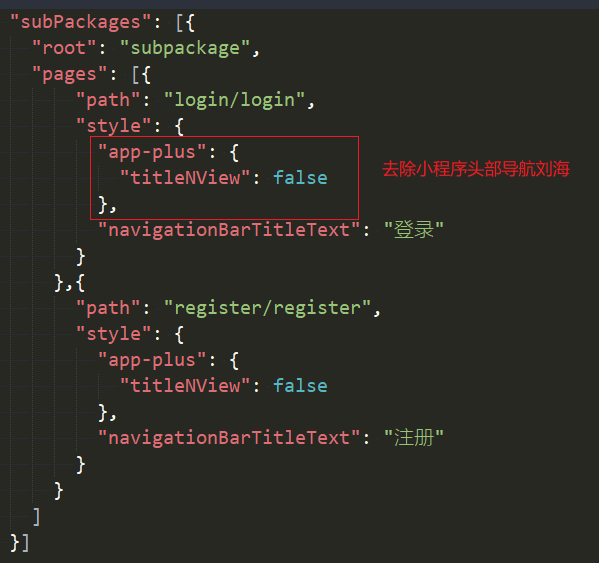 "subPackages": [{
"root": "subpackage",
"pages": [{
"path": "login/login",
"style": {
"app-plus": {
"titleNView": false
去除小程序头部导航刘海
},
"navigationBarTitleText": "登录"
}
},{
"path": "register/register",
"style": {
"app-plus": {
"titleNView": false
},
"navigationBarTitleText": "注册"
}
}
]
}]